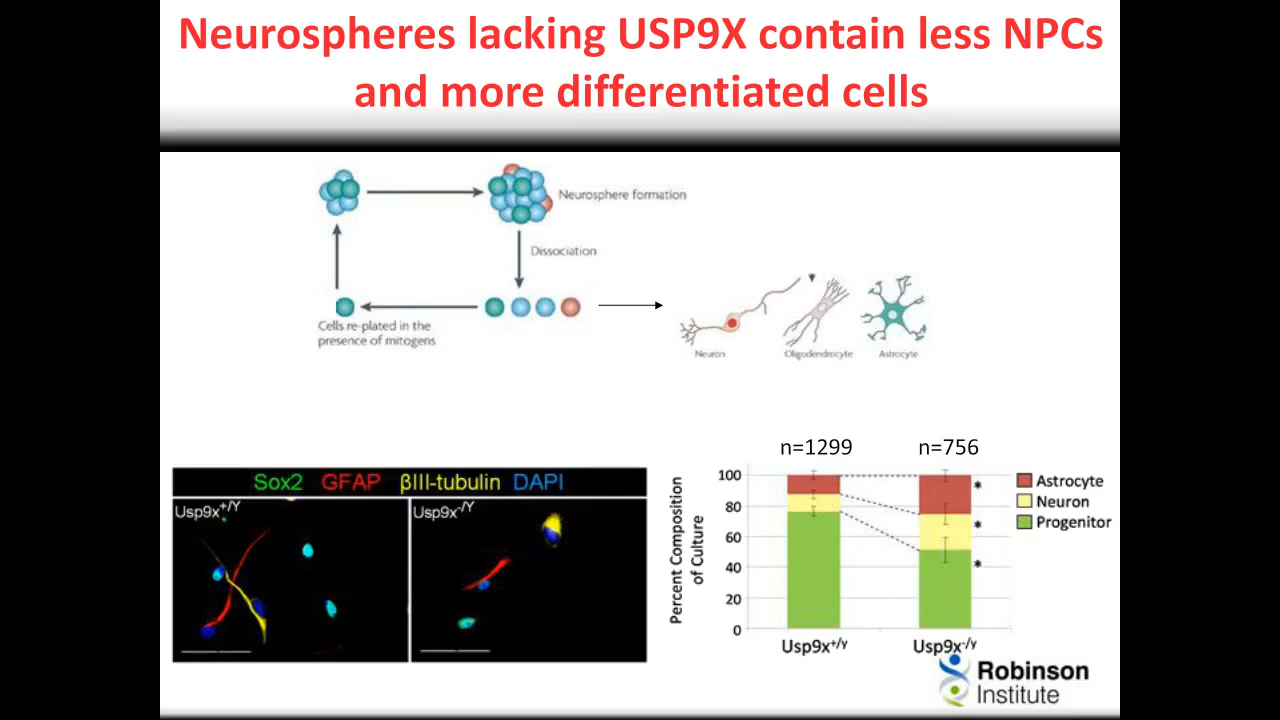 Neurospheres lacking USP9X contain less NPCs
and more differentiated cells
Neurosphere formation
Dissociation
Cells re-plated in the
presence of mitogens
Neuron
Oligodendrocyte
Astrocyte
Sox2 GFAP βIII-tubulin DAPI
Usp9x+/Y
Usp9x-/Y
n=1299
n=756
Percent Composition
of Culture
100
80
60
40
20
0
*
*
*
Usp9x+/y
Usp9x-/y
Astrocyte
Neuron
Progenitor
Robinson
Institute